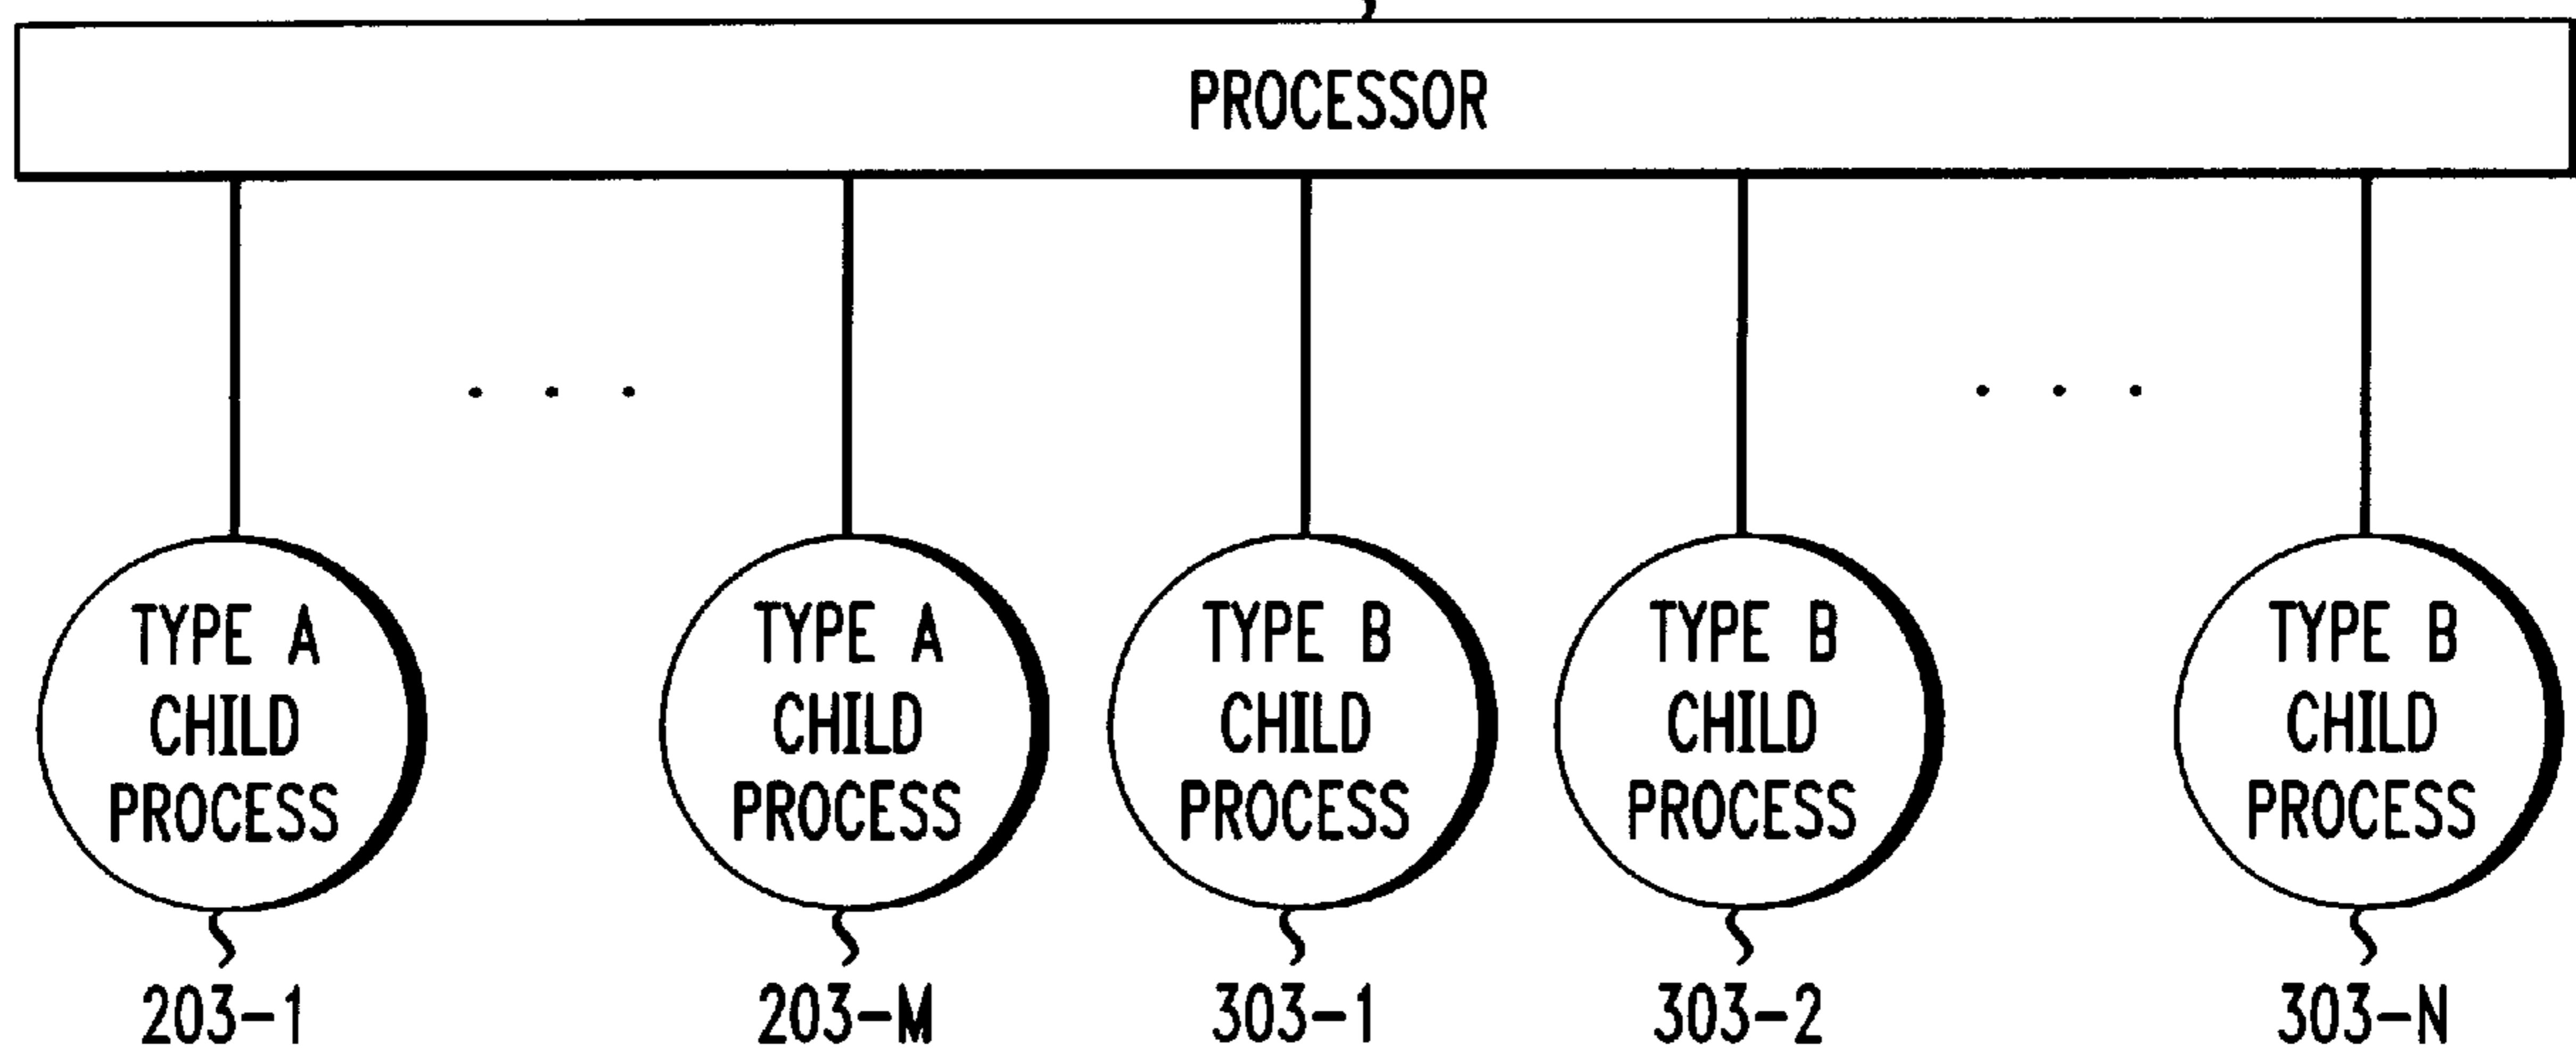 PROCESSOR
TYPE A
CHILD
PROCESS
TYPE A
CHILD
PROCESS
TYPE B
CHILD
PROCESS
TYPE B
CHILD
PROCESS
TYPE B
CHILD
PROCESS
203-1
203-M
303-1
303-2
303-N